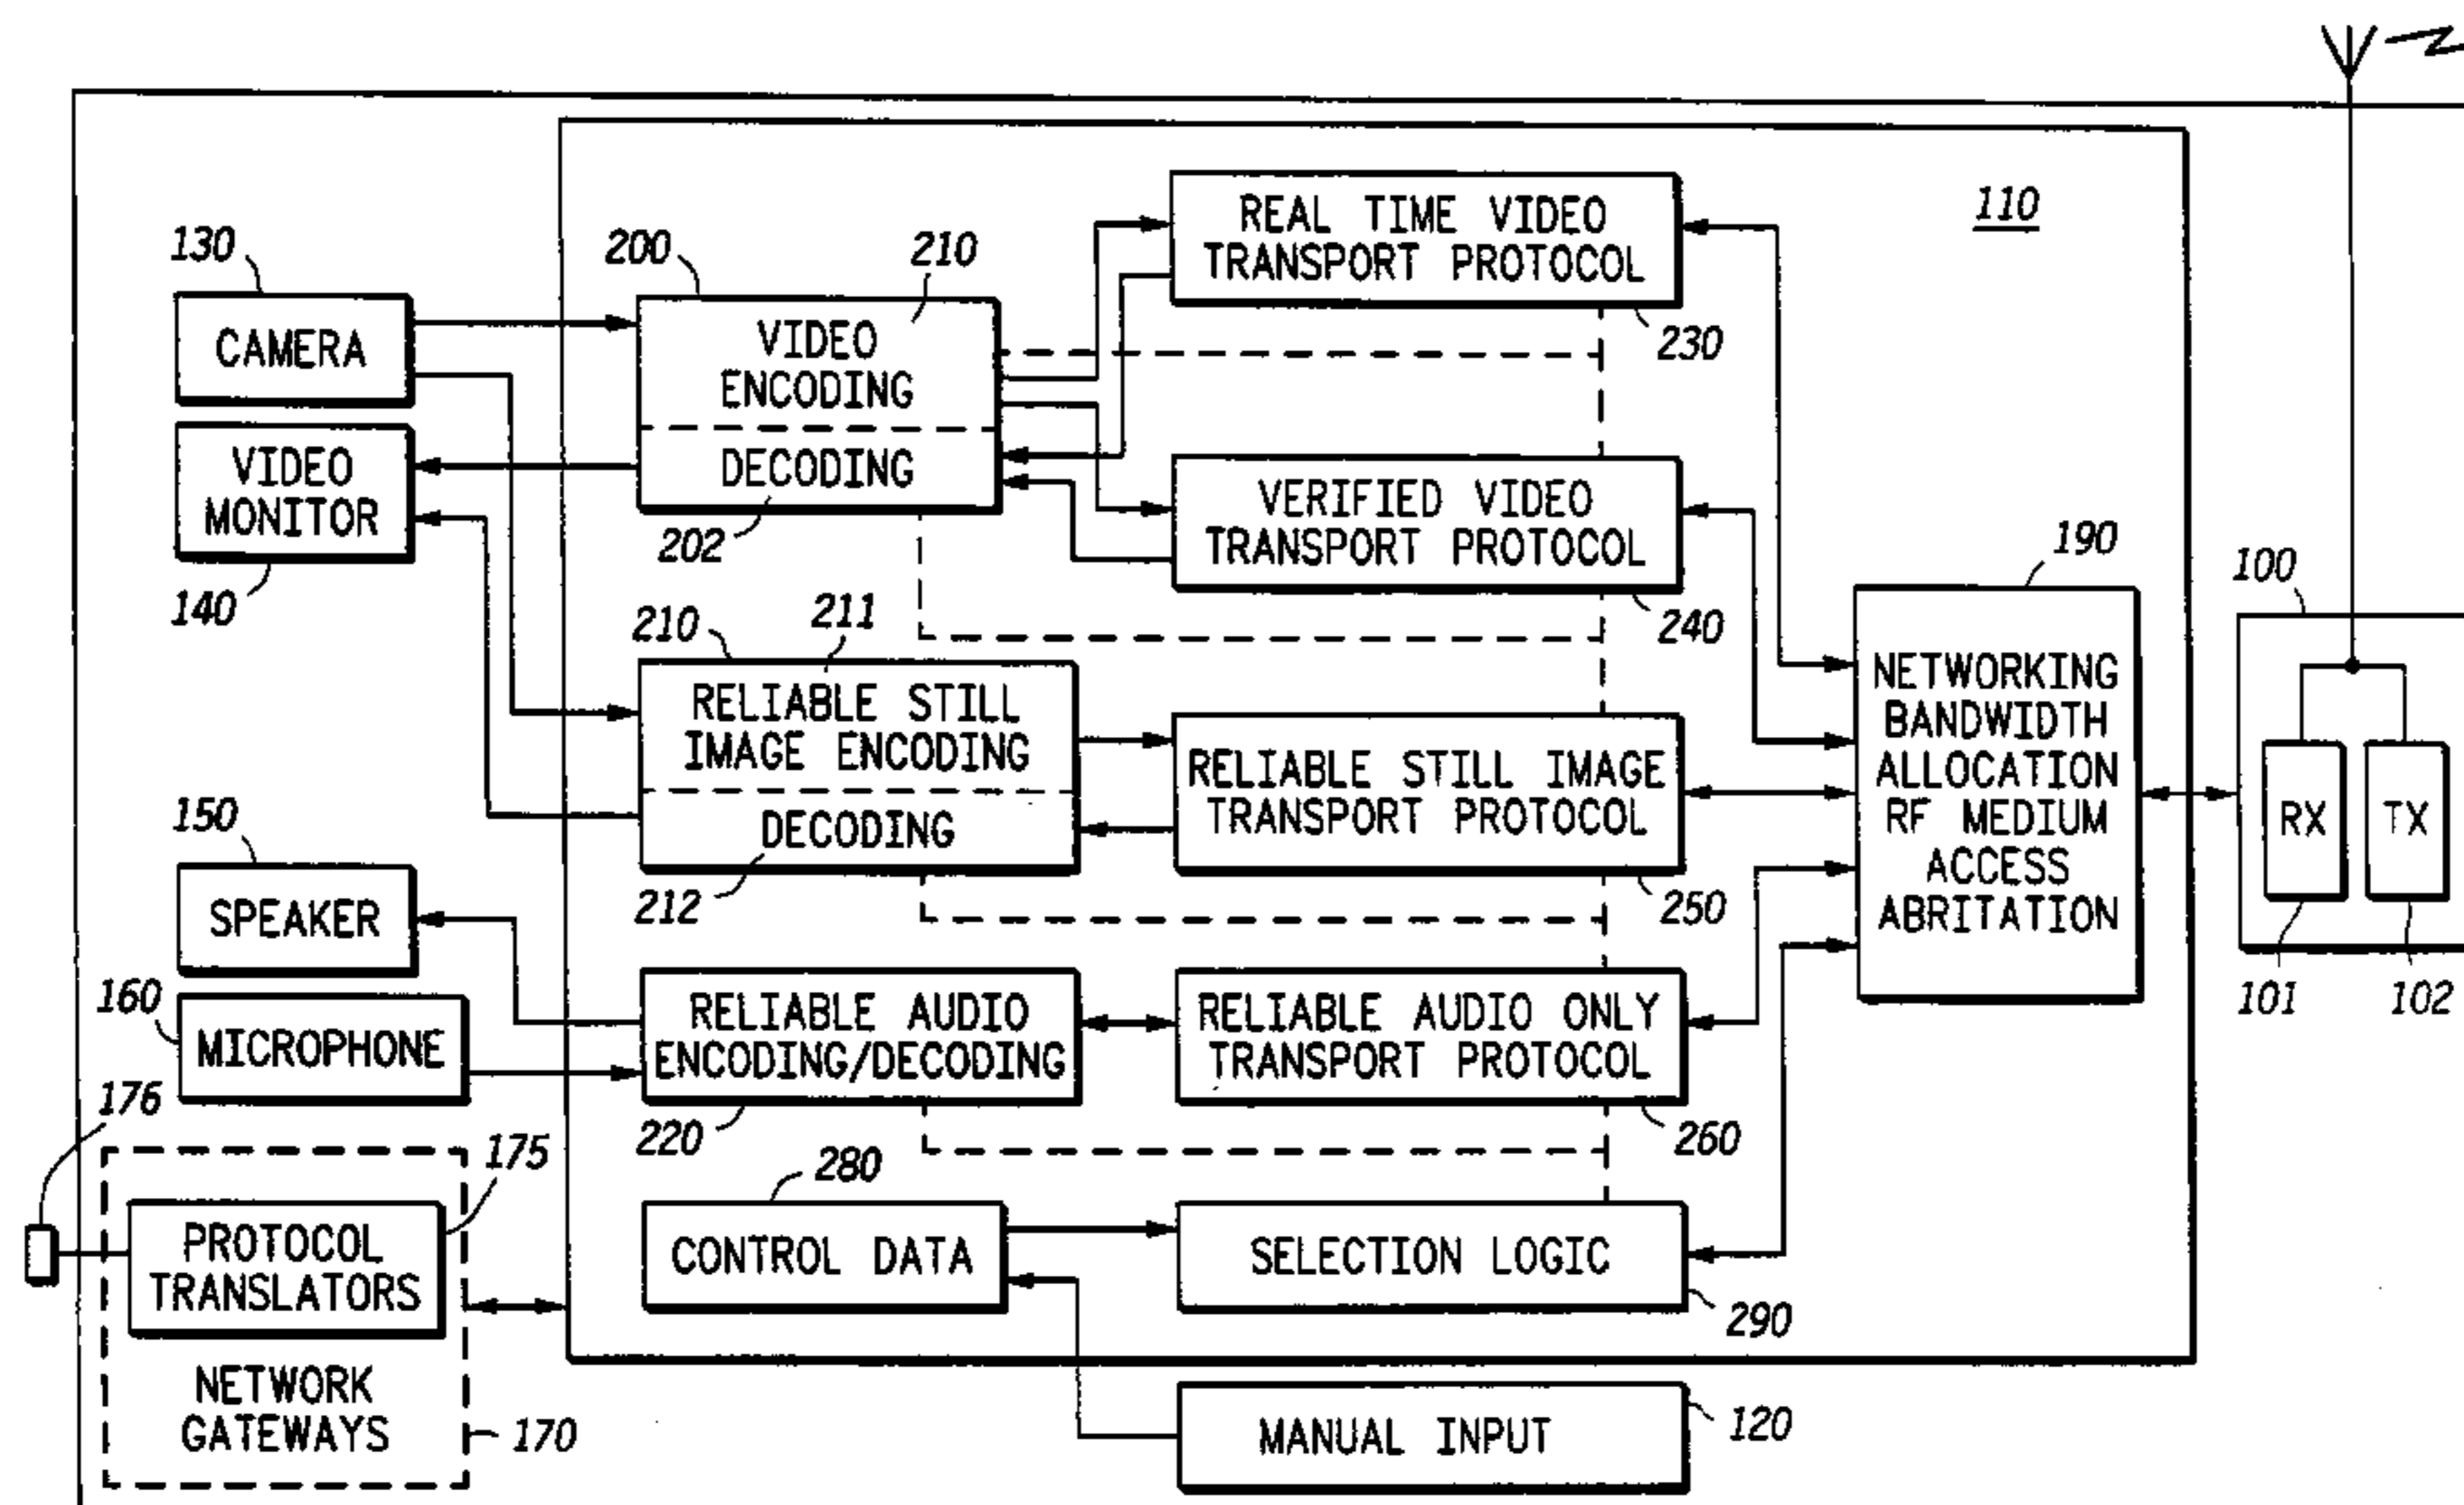 110
REAL TIME VIDEO
TRANSPORT PROTOCOL
230
130
CAMERA
200
210
VIDEO
ENCODING
DECODING
202
VIDEO
MONITOR
140
VERIFIED VIDEO
TRANSPORT PROTOCOL
240
190
NETWORKING
BANDWIDTH
ALLOCATION
RF MEDIUM
ACCESS
ABRITATION
100
RX
TX
101
102
210
211
RELIABLE STILL
IMAGE ENCODING
DECODING
212
RELIABLE STILL IMAGE
TRANSPORT PROTOCOL
250
150
SPEAKER
160
MICROPHONE
RELIABLE AUDIO
ENCODING/DECODING
220
RELIABLE AUDIO ONLY
TRANSPORT PROTOCOL
260
176
175
PROTOCOL
TRANSLATORS
NETWORK
GATEWAYS
170
280
CONTROL DATA
SELECTION LOGIC
290
MANUAL INPUT
120